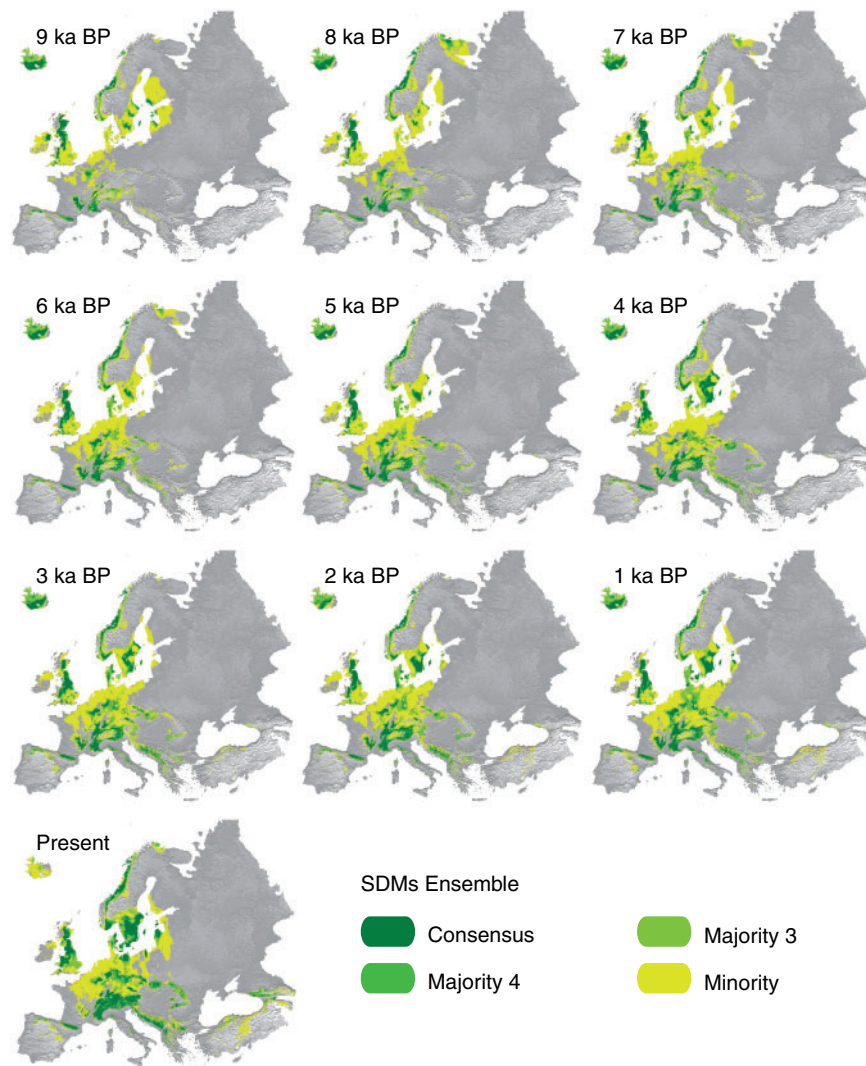 9 ka BP
8 ka BP
7 ka BP
6 ka BP
5 ka BP
4 ka BP
3 ka BP
2 ka BP
1 ka BP
Present
SDMs Ensemble
Consensus
Majority 3
Majority 4
Minority